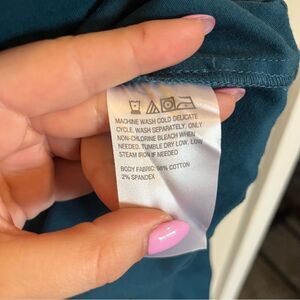 MACHINE WASH COLD DELICATE
CYCLE, WASH SEPARATELY, ONLY
NON-CHLORINE BLEACH WHEN
NEEDED. TUMBLE DRY LOW, LOW
STEAM IRON IF NEEDED
BODY FABRIC: 98% COTTON
2% SPANDEX